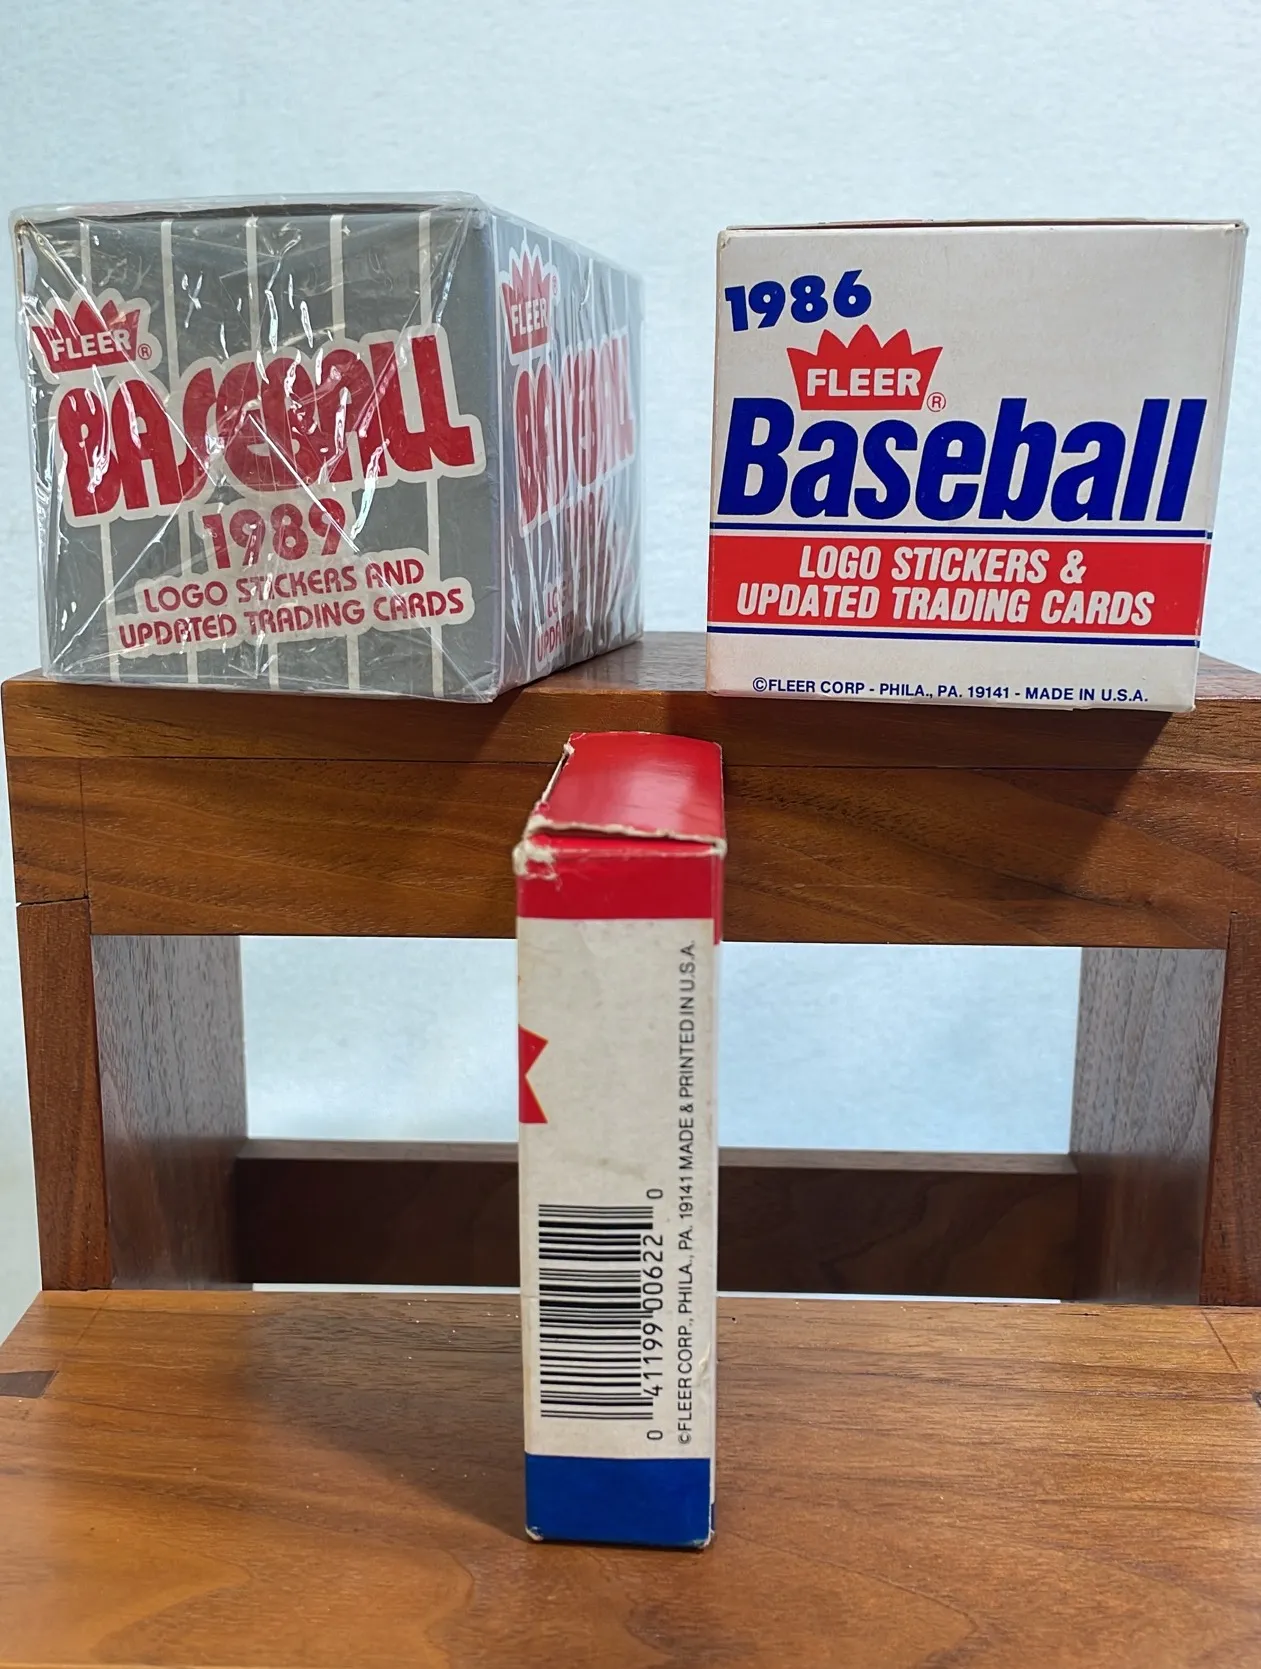 FLEER®
BASEBALL
1989
LOGO STICKERS AND
UPDATED TRADING CARDS
FLEER®
BASEBALL
1986
FLEER®
Baseball
LOGO STICKERS &
UPDATED TRADING CARDS
©FLEER CORP - PHILA., PA. 19141 - MADE IN U.S.A.
0 41199 00622 0
©FLEER CORP., PHILA., PA. 19141 MADE & PRINTED IN U.S.A.